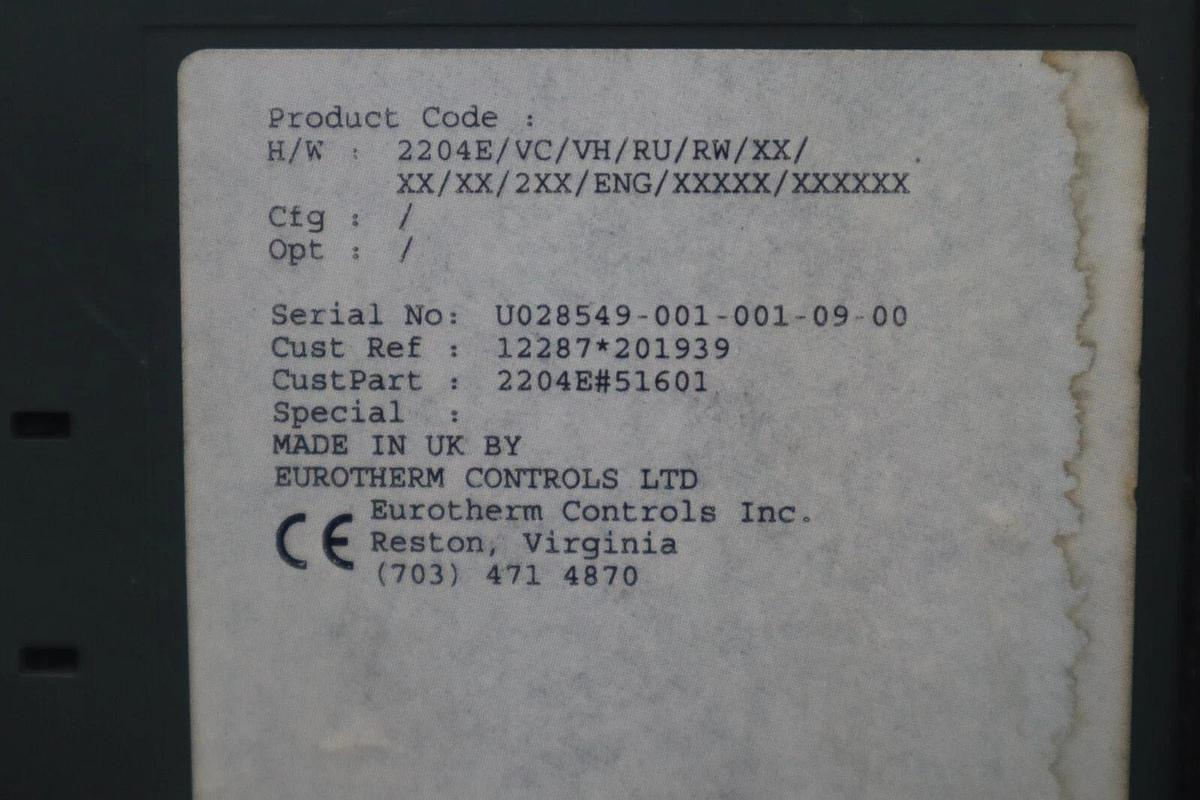 Product Code :
H/W : 2204E/VC/VH/RU/RW/XX/
XX/XX/2XX/ENG/XXXXX/XXXXXX
Cfg : /
Opt : /
Serial No: U028549-001-001-09-00
Cust Ref : 12287*201939
CustPart : 2204E#51601
Special :
MADE IN UK BY
EUROTHERM CONTROLS LTD
CE Eurotherm Controls Inc.
Reston, Virginia
(703) 471 4870